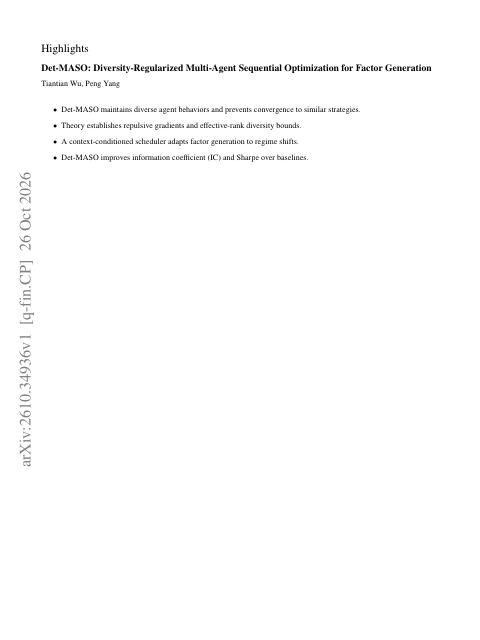 Highlights
Det-MASO: Diversity-Regularized Multi-Agent Sequential Optimization for Factor Generation
Tiantian Wu, Peng Yang
• Det-MASO maintains diverse agent behaviors and prevents convergence to similar strategies.
• Theory establishes repulsive gradients and effective-rank diversity bounds.
• A context-conditioned scheduler adapts factor generation to regime shifts.
• Det-MASO improves information coefficient (IC) and Sharpe over baselines.
arXiv:2610.34936v1 [q-fin.CP] 26 Oct 2026